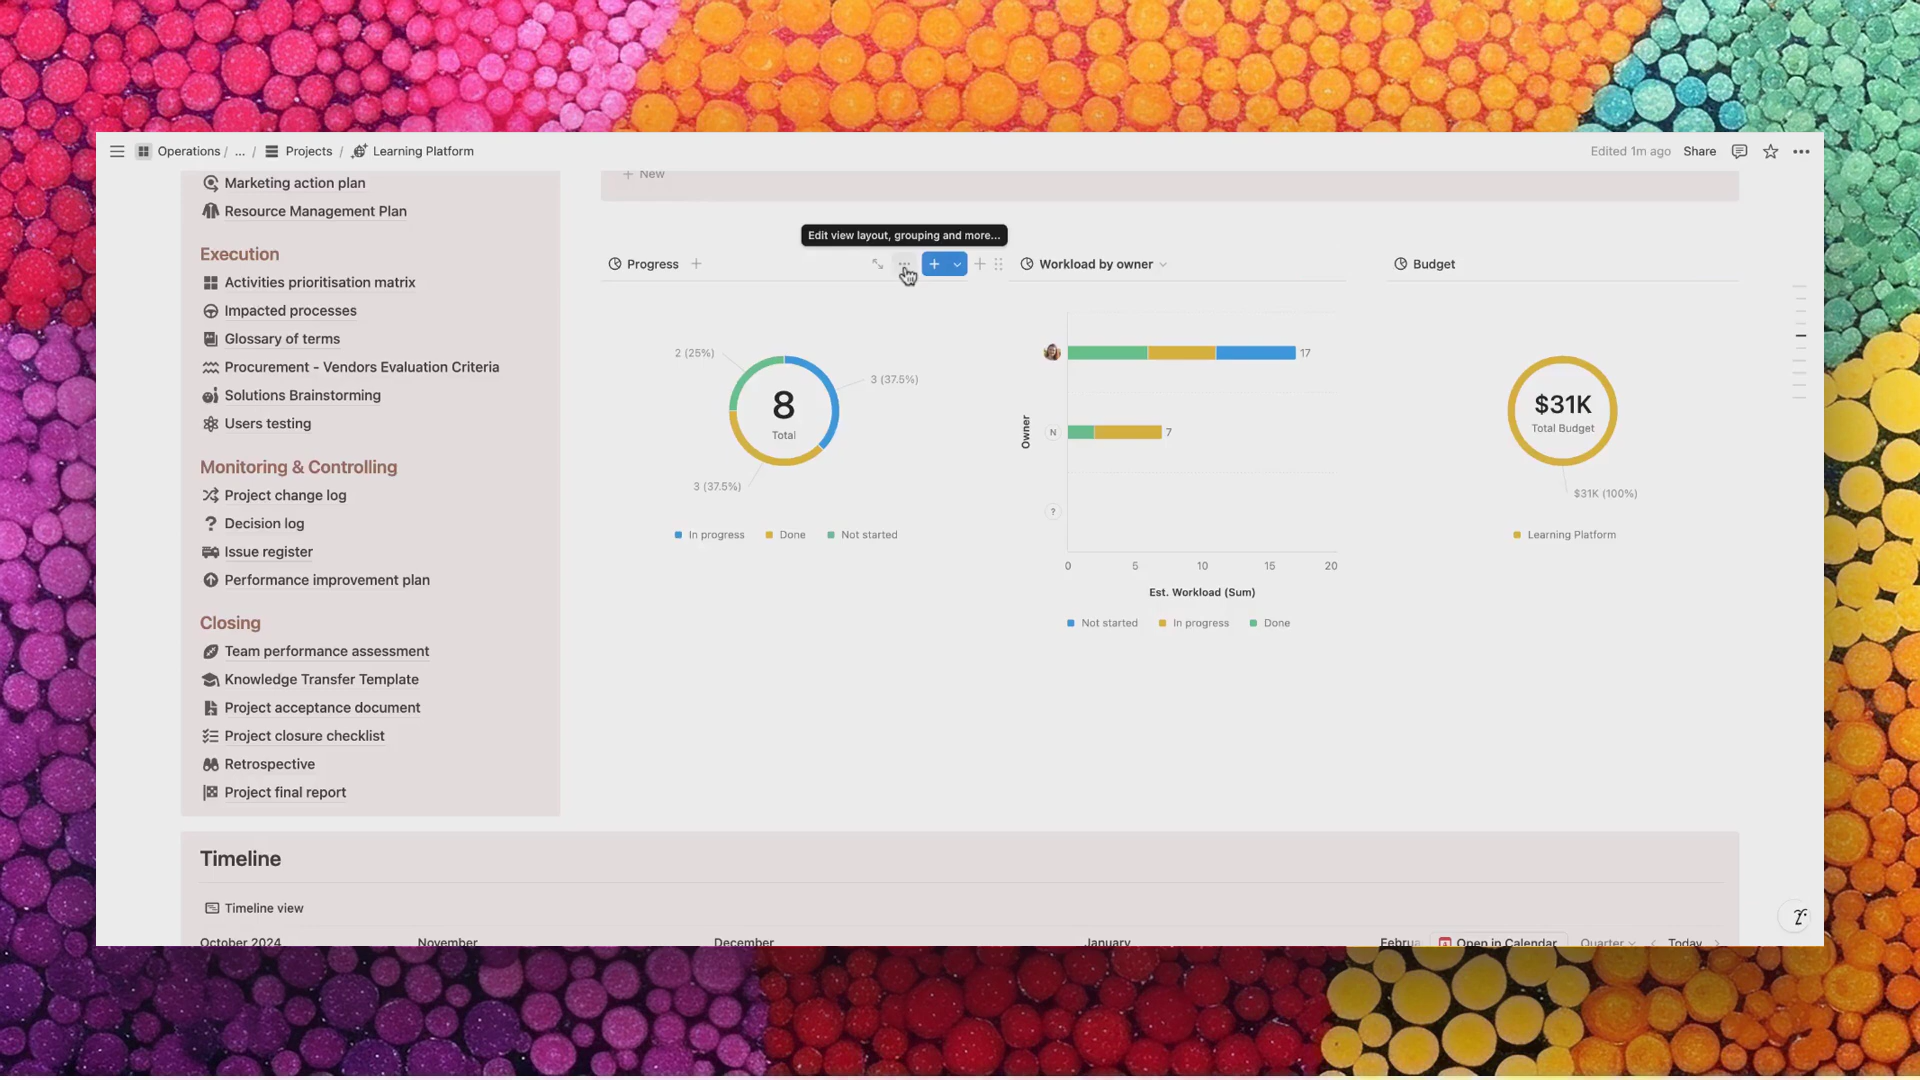 Operations / ... / Projects / Learning Platform
Edited 1m ago Share
Marketing action plan
Resource Management Plan
Execution
Activities prioritisation matrix
Impacted processes
Glossary of terms
Procurement - Vendors Evaluation Criteria
Solutions Brainstorming
Users testing
Monitoring & Controlling
Project change log
Decision log
Issue register
Performance improvement plan
Closing
Team performance assessment
Knowledge Transfer Template
Project acceptance document
Project closure checklist
Retrospective
Project final report
+ New
Edit view layout, grouping and more...
Progress
2 (25%)
3 (37.5%)
8
Total
3 (37.5%)
In progress Done Not started
Workload by owner
Owner
17
N
7
?
0 5 10 15 20
Est. Workload (Sum)
Not started In progress Done
Budget
$31K
Total Budget
$31K (100%)
Learning Platform
Timeline
Timeline view
October 2024 November December January Februa Open in Calendar Quarter Today